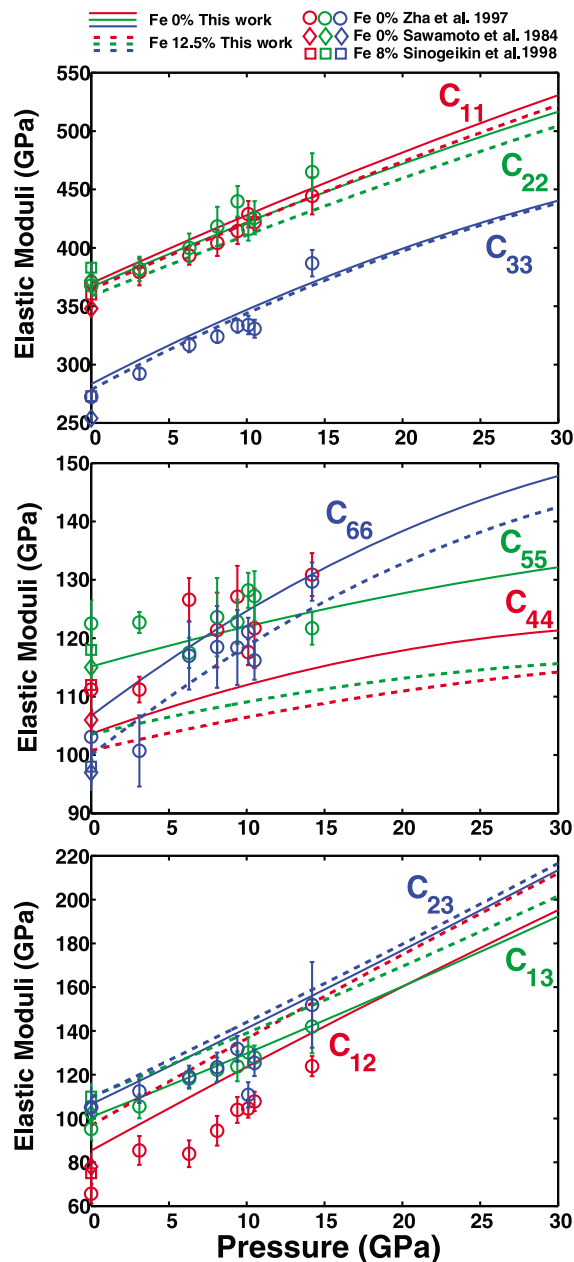 Fe 0% This work
Fe 12.5% This work
Fe 0% Zha et al. 1997
Fe 0% Sawamoto et al. 1984
Fe 8% Sinogeikin et al. 1998
550
500
450
400
350
300
250
Elastic Moduli (GPa)
C11
C22
C33
0 5 10 15 20 25 30
150
140
130
120
110
100
90
Elastic Moduli (GPa)
C66
C55
C44
0 5 10 15 20 25 30
220
200
180
160
140
120
100
80
60
Elastic Moduli (GPa)
C23
C13
C12
0 5 10 15 20 25 30
Pressure (GPa)